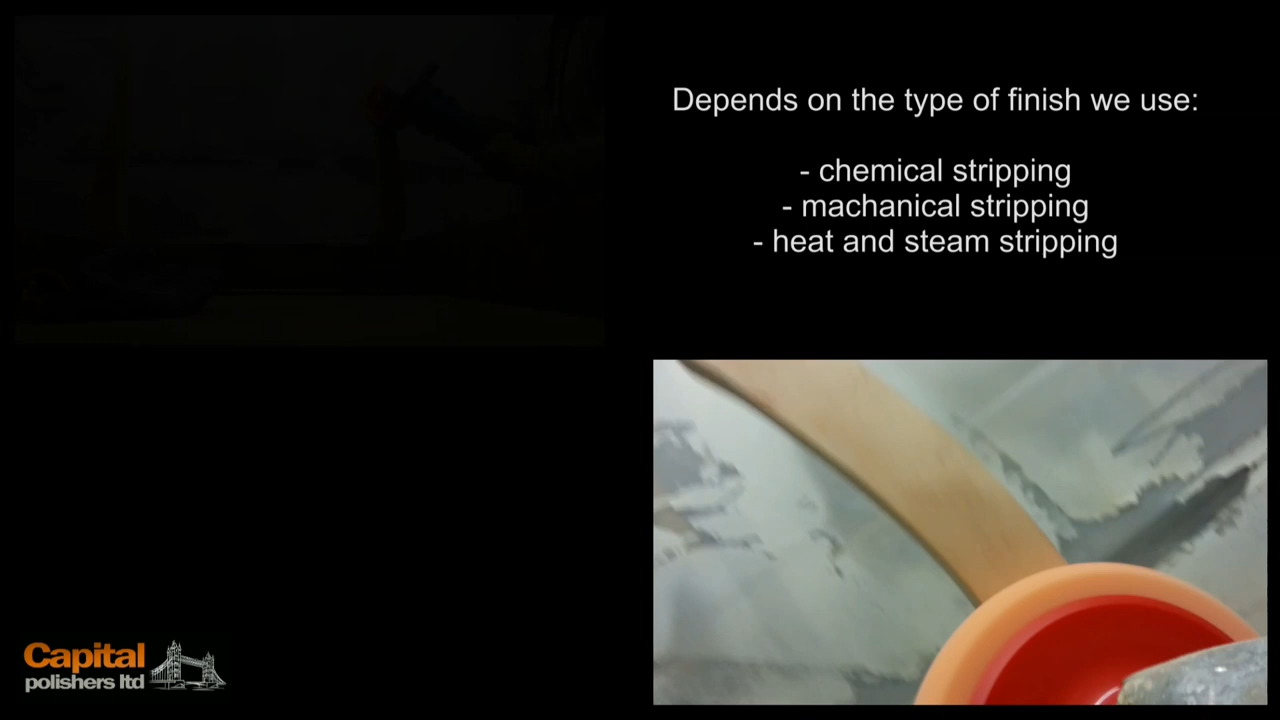 Depends on the type of finish we use:
- chemical stripping
- machanical stripping
- heat and steam stripping
Capital
polishers ltd